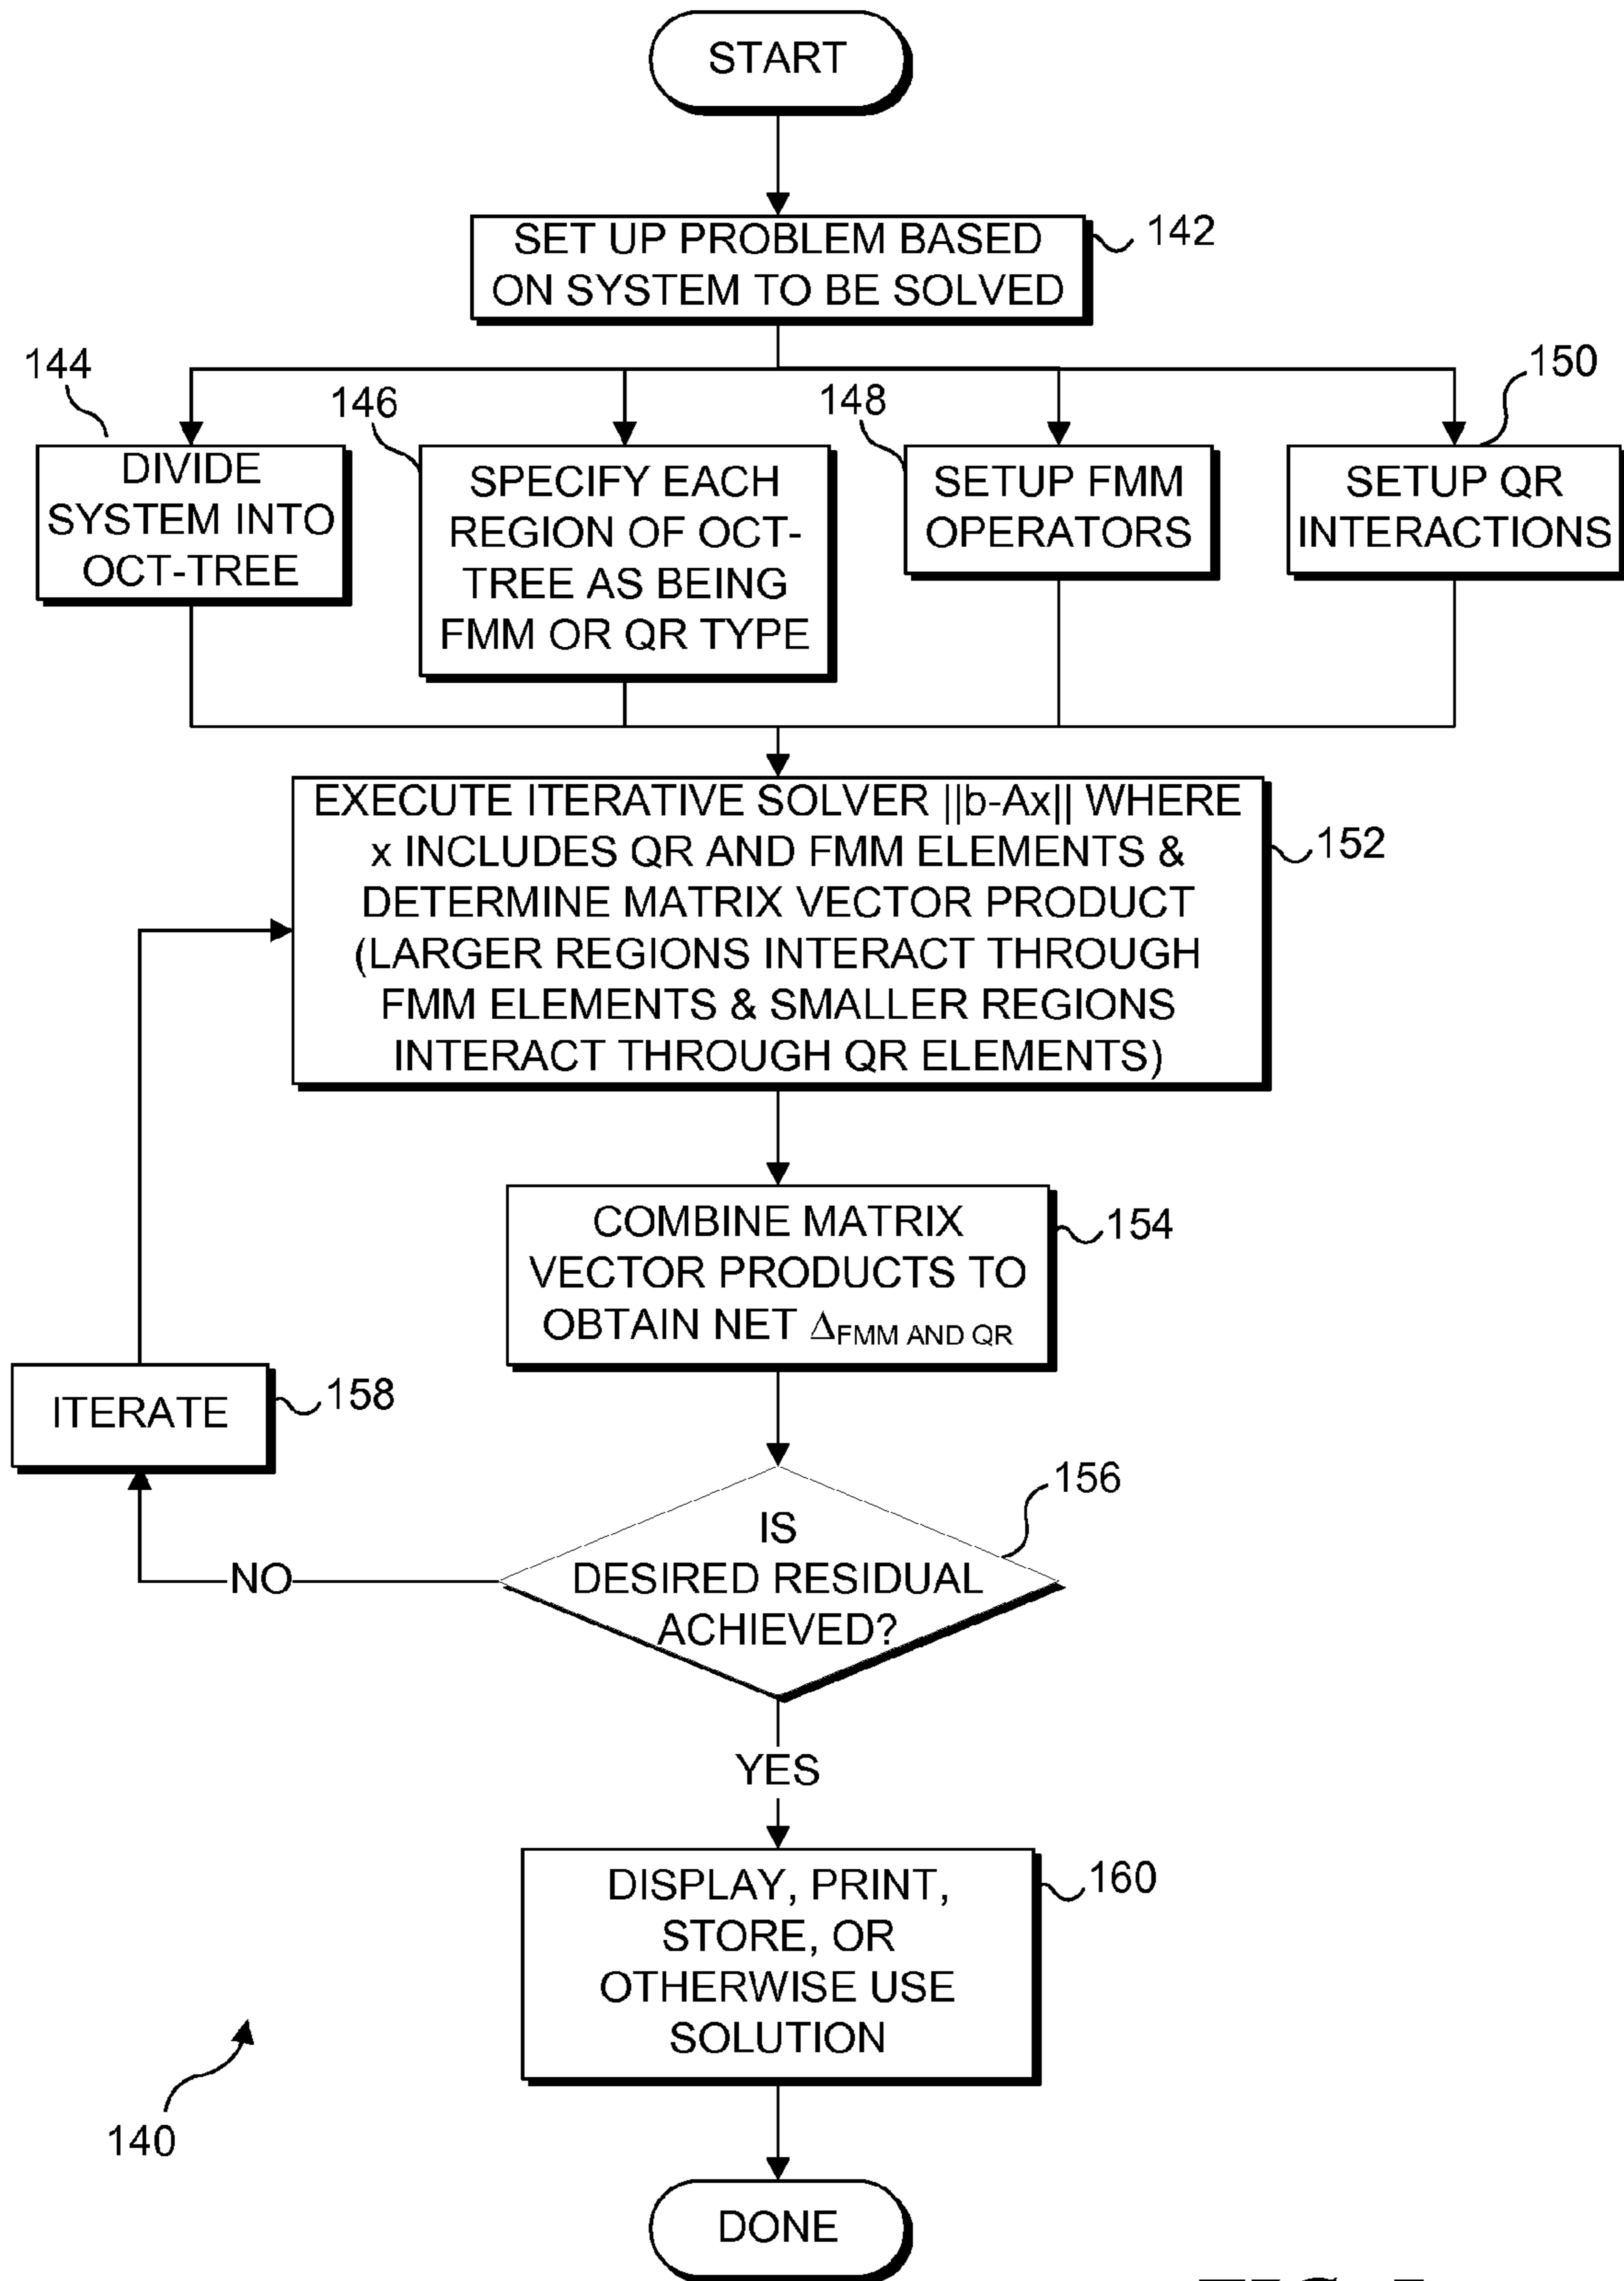 START
SET UP PROBLEM BASED
ON SYSTEM TO BE SOLVED
142
144
146
148
150
DIVIDE
SYSTEM INTO
OCT-TREE
SPECIFY EACH
REGION OF OCT-
TREE AS BEING
FMM OR QR TYPE
SETUP FMM
OPERATORS
SETUP QR
INTERACTIONS
EXECUTE ITERATIVE SOLVER ||b-Ax|| WHERE
x INCLUDES QR AND FMM ELEMENTS &
DETERMINE MATRIX VECTOR PRODUCT
(LARGER REGIONS INTERACT THROUGH
FMM ELEMENTS & SMALLER REGIONS
INTERACT THROUGH QR ELEMENTS)
152
COMBINE MATRIX
VECTOR PRODUCTS TO
OBTAIN NET Δ FMM AND QR
154
ITERATE
158
IS
DESIRED RESIDUAL
ACHIEVED?
156
NO
YES
DISPLAY, PRINT,
STORE, OR
OTHERWISE USE
SOLUTION
160
140
DONE